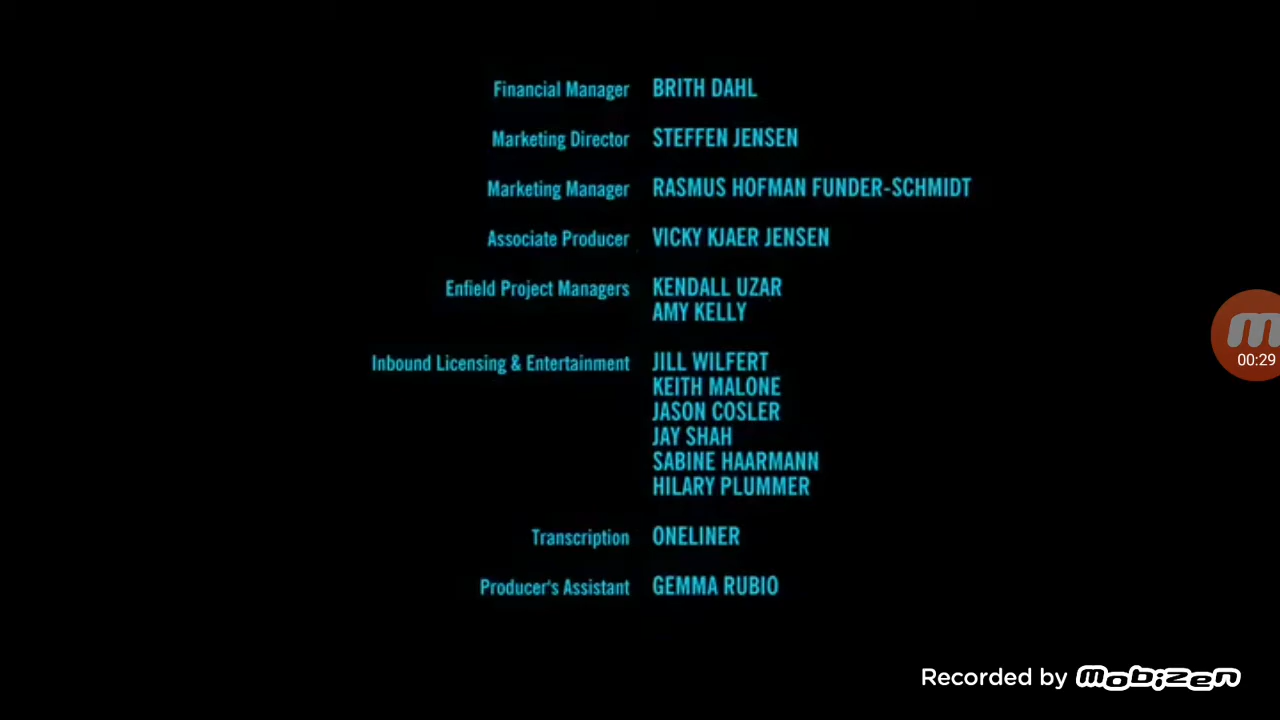 Financial Manager BRITH DAHL
Marketing Director STEFFEN JENSEN
Marketing Manager RASMUS HOFMAN FUNDER-SCHMIDT
Associate Producer VICKY KJAER JENSEN
Enfield Project Managers KENDALL UZAR
AMY KELLY
Inbound Licensing & Entertainment JILL WILFERT
KEITH MALONE
JASON COSLER
JAY SHAH
SABINE HAARMANN
HILARY PLUMMER
Transcription ONELINER
Producer's Assistant GEMMA RUBIO
m
00:29
Recorded by mobizen